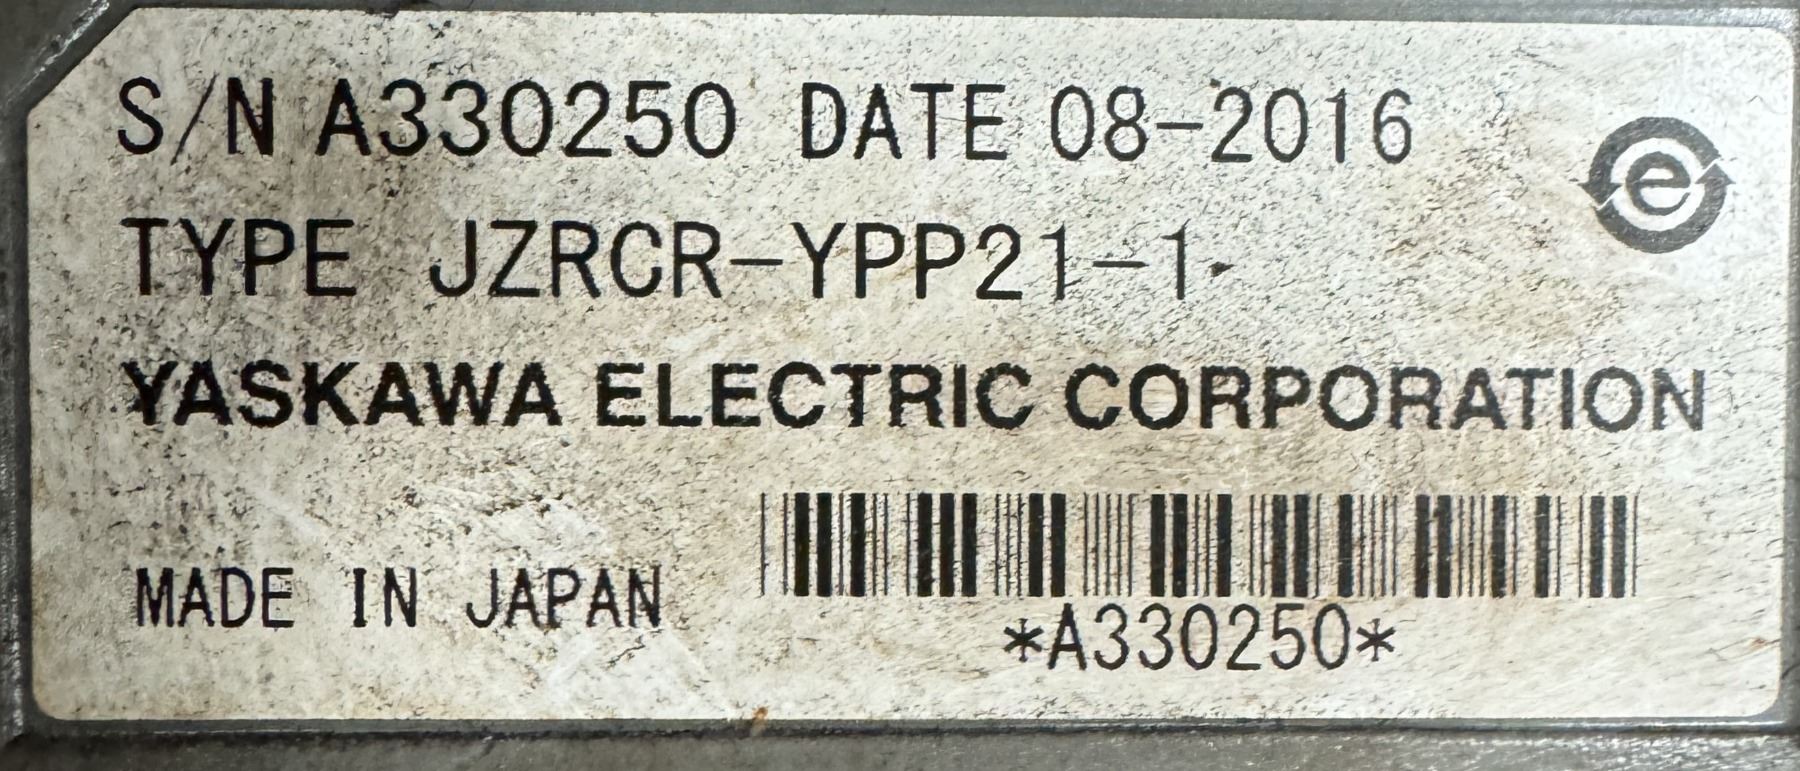 S/N A330250 DATE 08-2016
e
TYPE JZRCR-YPP21-1
YASKAWA ELECTRIC CORPORATION
MADE IN JAPAN
*A330250*